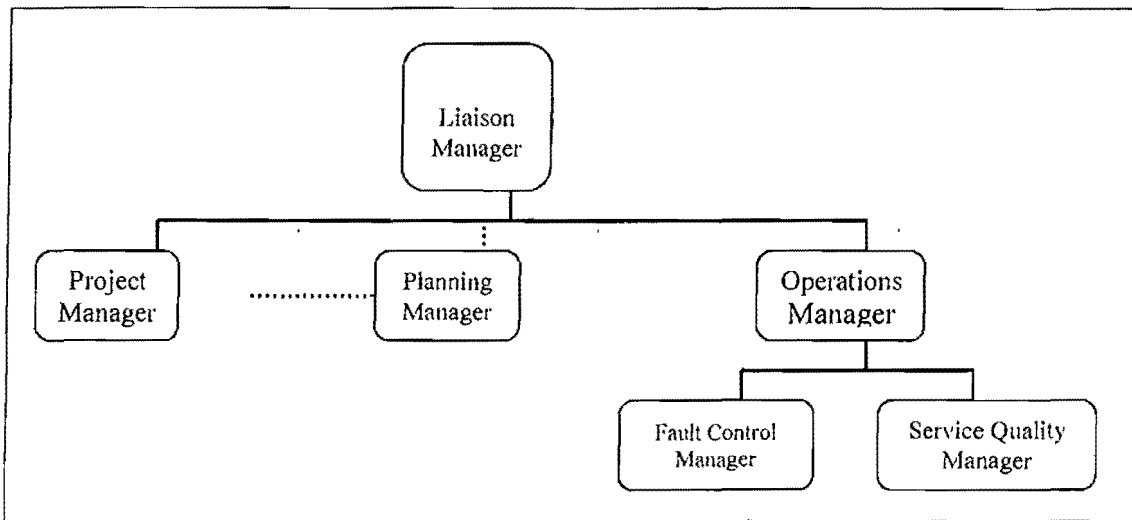 Liaison
Manager
Project
Manager
Planning
Manager
Operations
Manager
Fault Control
Manager
Service Quality
Manager